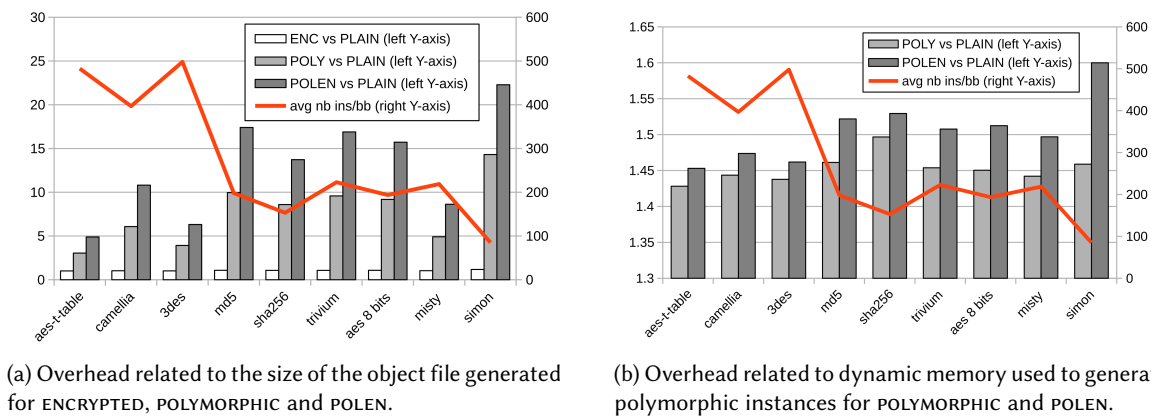 30
25
20
15
10
5
0
600
500
400
300
200
100
0
ENC vs PLAIN (left Y-axis)
POLY vs PLAIN (left Y-axis)
POLEN vs PLAIN (left Y-axis)
avg nb ins/bb (right Y-axis)
aes-t-table
camellia
3des
md5
sha256
trivium
aes 8 bits
misty
simon
(a) Overhead related to the size of the object file generated
for ENCRYPTED, POLYMORPHIC and POLEN.
1.65
1.6
1.55
1.5
1.45
1.4
1.35
1.3
600
500
400
300
200
100
0
POLY vs PLAIN (left Y-axis)
POLEN vs PLAIN (left Y-axis)
avg nb ins/bb (right Y-axis)
aes-t-table
camellia
3des
md5
sha256
trivium
aes 8 bits
misty
simon
(b) Overhead related to dynamic memory used to genera
polymorphic instances for POLYMORPHIC and POLEN.